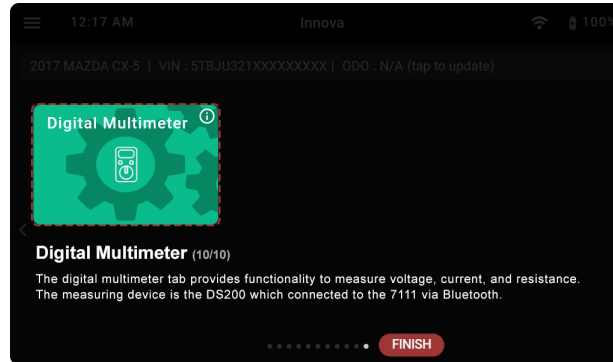 12:17 AM
Innova
100%
2017 MAZDA CX-5 | VIN : 5TBJU321XXXXXXXXX | ODO : N/A (tap to update)
Digital Multimeter
Digital Multimeter (10/10)
The digital multimeter tab provides functionality to measure voltage, current, and resistance.
The measuring device is the DS200 which connected to the 7111 via Bluetooth.
FINISH